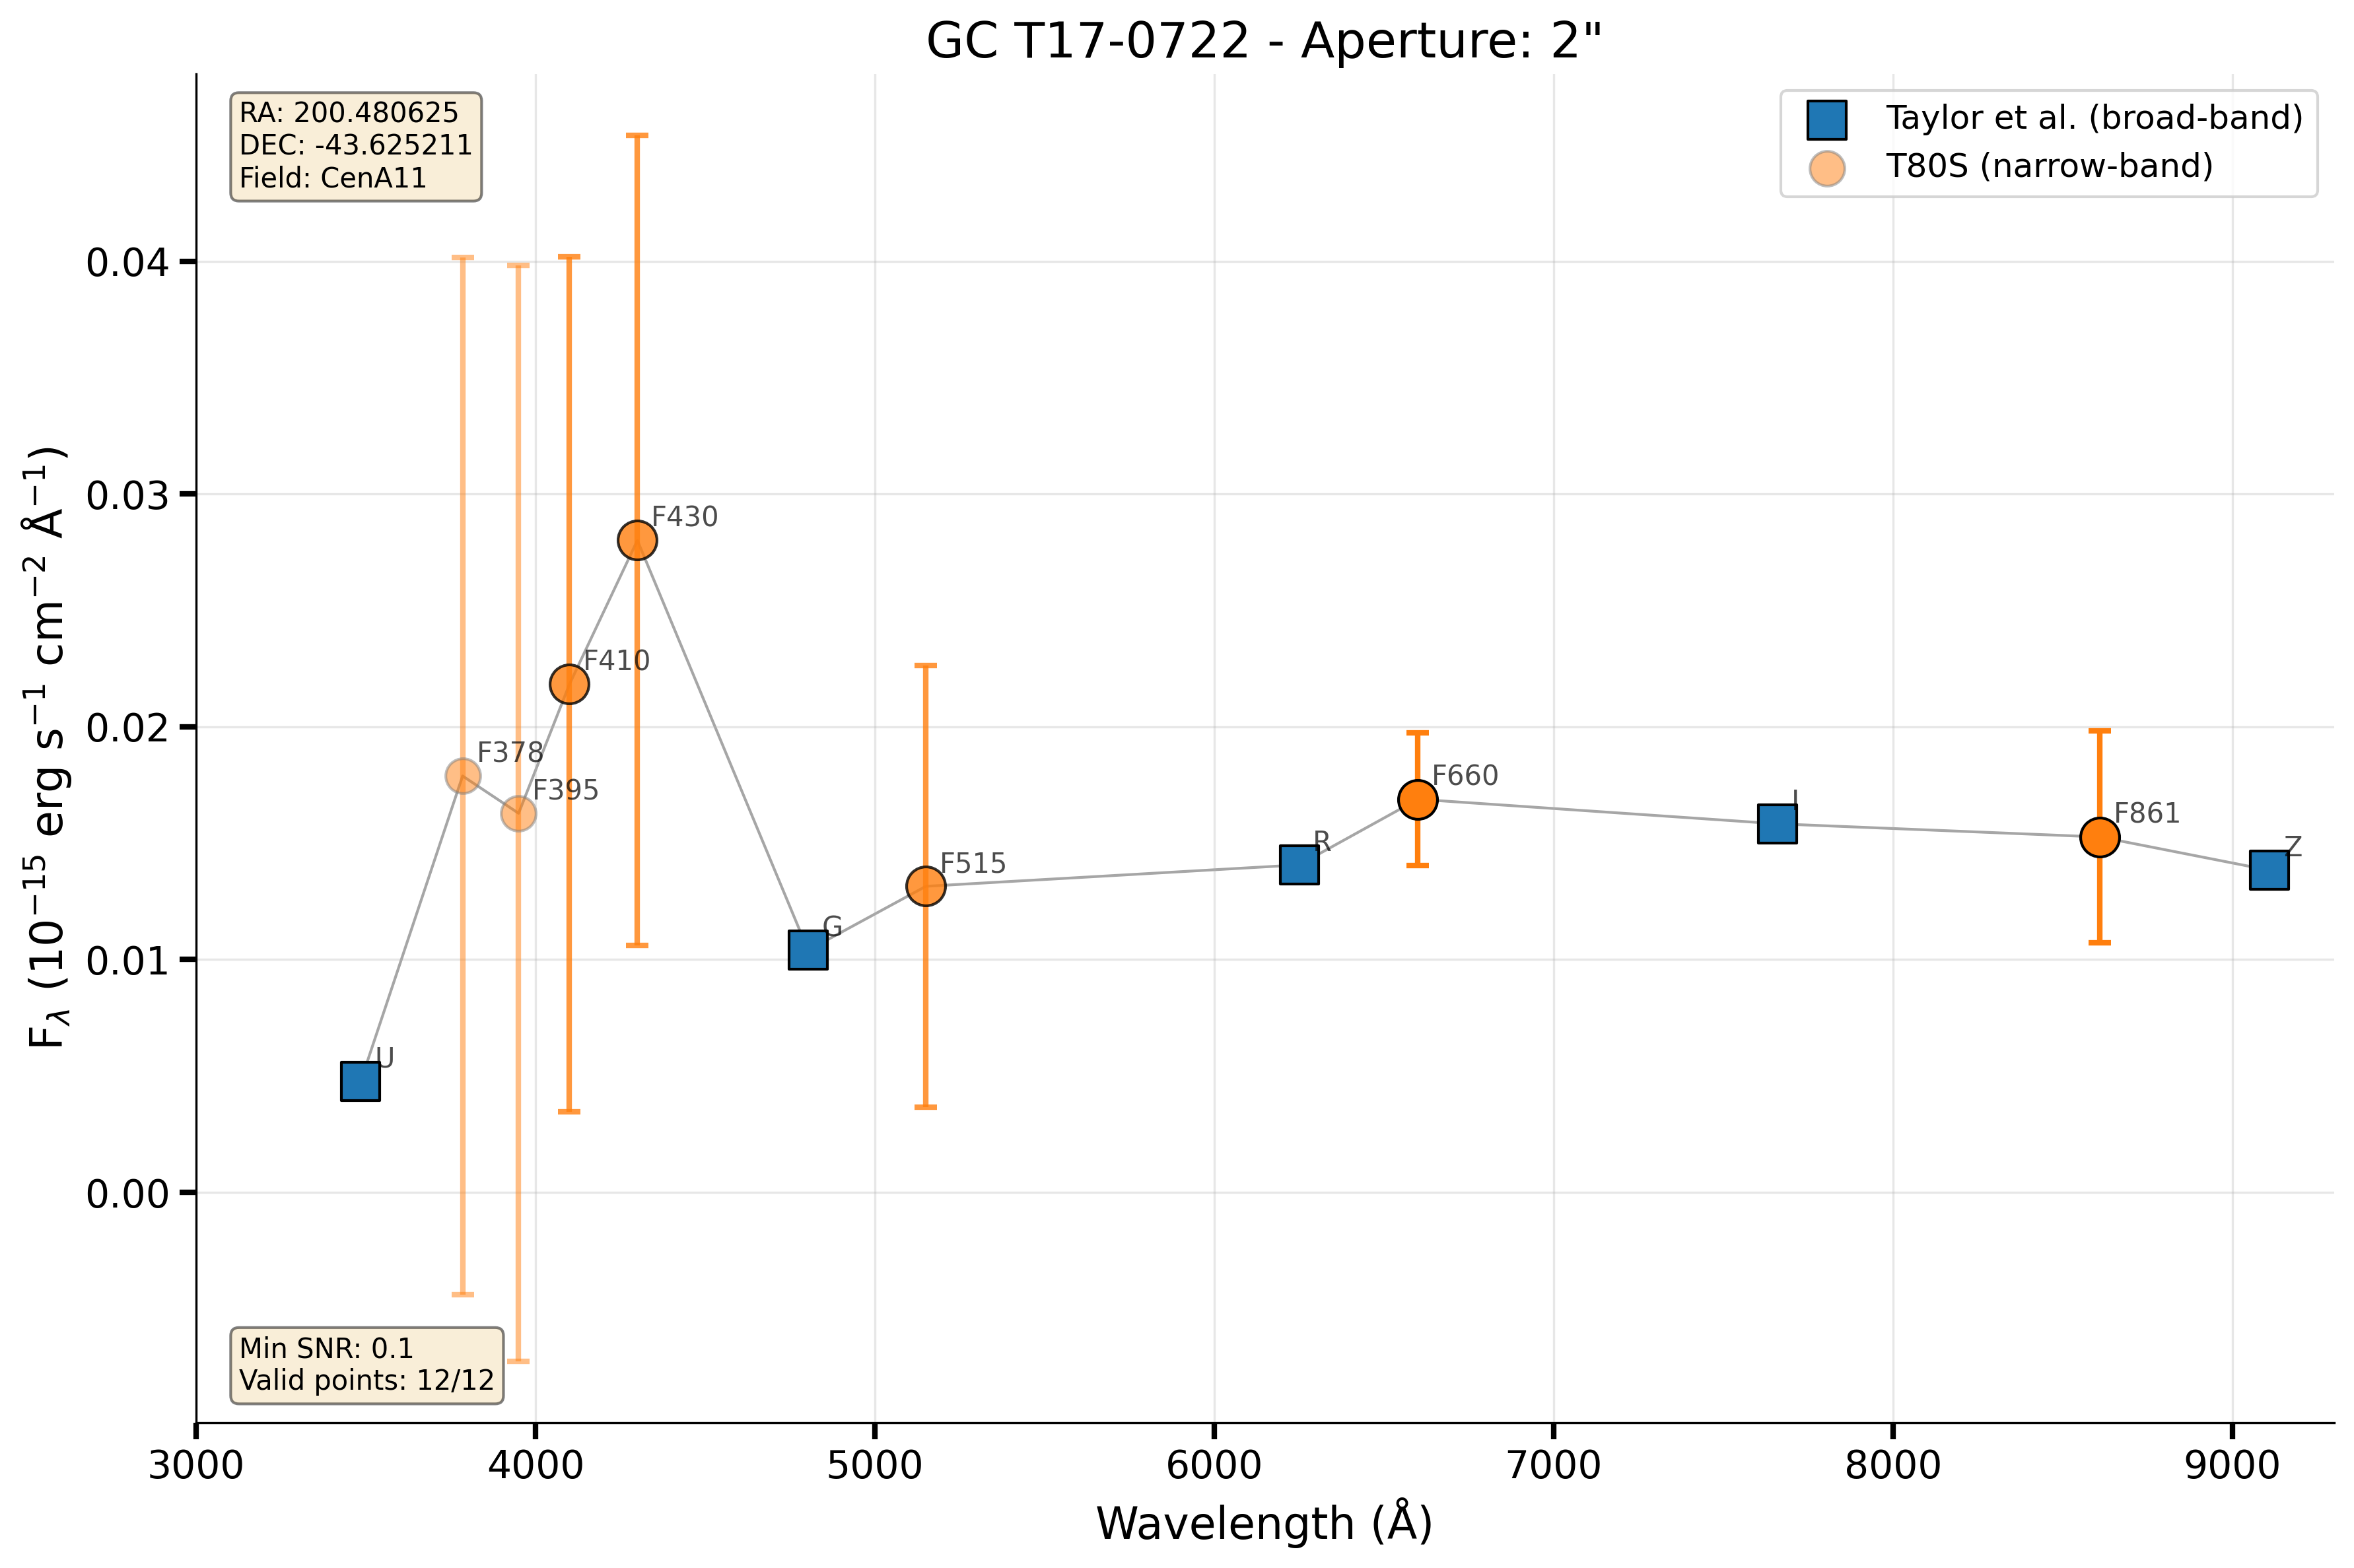 GC T17-0722 - Aperture: 2"
RA: 200.480625
DEC: -43.625211
Field: CenA11
Taylor et al. (broad-band)
T80S (narrow-band)
F_λ (10⁻¹⁵ erg s⁻¹ cm⁻² Å⁻¹)
0.04
0.03
0.02
0.01
0.00
U
F378
F395
F410
F430
G
F515
R
F660
I
F861
Z
Min SNR: 0.1
Valid points: 12/12
3000 4000 5000 6000 7000 8000 9000
Wavelength (Å)